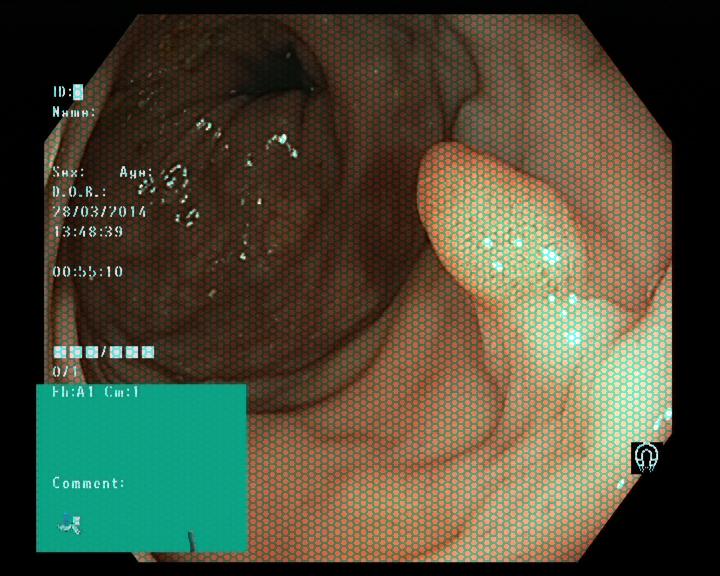 ID:
Name:
Sex: Age:
D.O.B.:
28/03/2014
13:48:39
00:55:10
0/1
Eh:A1 Cm:1
Comment: